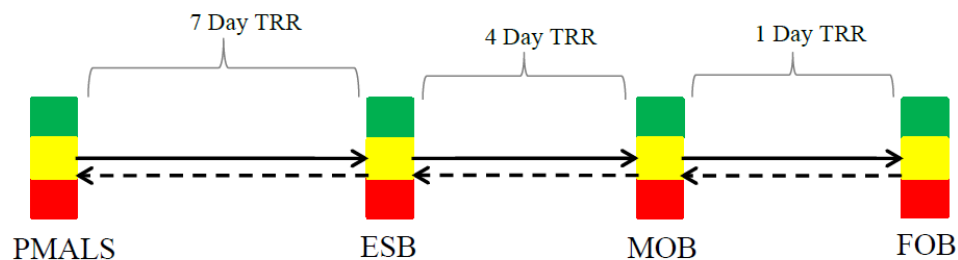 7 Day TRR
4 Day TRR
1 Day TRR
PMALS
ESB
MOB
FOB